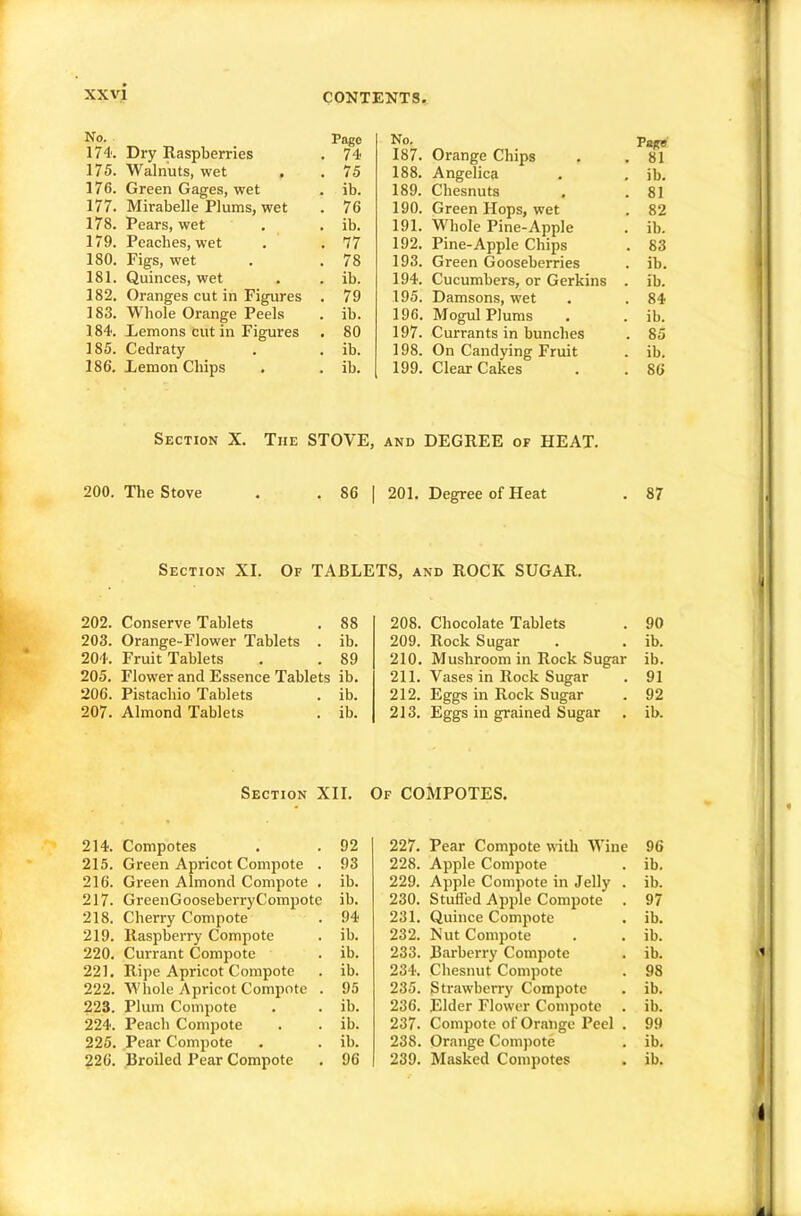 xxvi CONTENTS.
No. Page
174. Dry Raspberries . 74
175. Walnuts, wet . . 75
176. Green Gages, wet . ib.
177. Mirabelle Plums, wet . 76
178. Pears, wet . . ib.
179. Peaches, wet . . 77
180. Figs, wet . . 78
181. Quinces, wet . . ib.
182. Oranges cut in Figures . 79
183. Whole Orange Peels . ib.
184. Lemons cut in Figures . 80
185. Cedraty . . ib.
186. Lemon Chips . . ib.
No. Page
187. Orange Chips . . 81
188. Angelica . . ib.
189. Chesnuts . . 81
190. Green Hops, wet . 82
191. Whole Pine-Apple . ib.
192. Pine-Apple Chips . 83
193. Green Gooseberries . ib.
194. Cucumbers, or Gerkins . ib.
195. Damsons, wet . . 84
196. Mogul Plums . . ib.
197. Currants in bunches . 85
198. On Candying Fruit . ib.
199. Clear Cakes . . 86
Section X. The STOVE, and DEGREE of HEAT.
200. The Stove . . 86 | 201. Degree of Heat . 87
Section XI. Of TABLETS, and ROCK SUGAR.
202. Conserve Tablets . 88
203. Orange-Flower Tablets . ib.
204. Fruit Tablets . . 89
205. Flower and Essence Tablets ib.
206. Pistachio Tablets . ib.
207. Almond Tablets . ib.
208. Chocolate Tablets . 90
209. Rock Sugar . . ib.
210. Mushroom in Rock Sugar ib.
211. Vases in Rock Sugar . 91
212. Eggs in Rock Sugar . 92
213. Eggs in grained Sugar . ib.
Section XII. Of COMPOTES.
214. Compotes . . 92
215. Green Apricot Compote . 93
216. Green Almond Compote . ib.
217. GreenGooseberryCompote ib.
218. Cherry Compote . 94
219. Raspberry Compote . ib.
220. Currant Compote . ib.
221. Ripe Apricot Compote . ib.
222. Whole Apricot Compote . 95
223. Plum Compote . . ib.
224. Peach Compote . . ib.
225. Pear Compote . . ib.
226. Broiled Pear Compote . 96
227. Pear Compote with Wine 96
228. Apple Compote . ib.
229. Apple Compote in Jelly . ib.
230. Stuffed Apple Compote . 97
231. Quince Compote . ib.
232. Nut Compote . . ib.
233. Barberry Compote . ib.
234. Chesnut Compote . 98
235. Strawberry Compote . ib.
236. Elder Flower Compote . ib.
237. Compote of Orange Peel . 99
238. Orange Compote . ib.
239. Masked Compotes . ib.